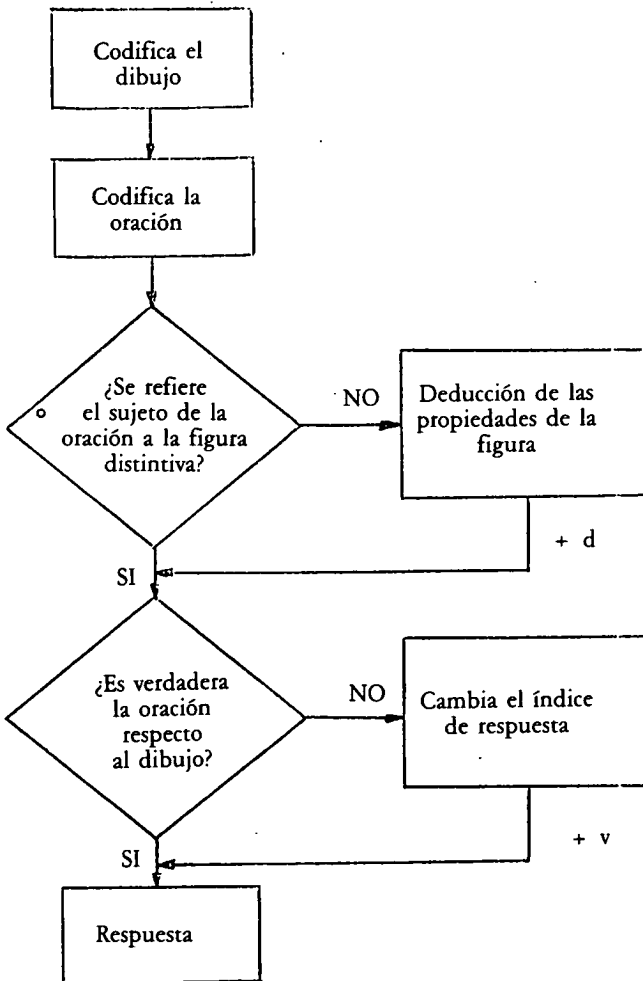 Codifica el
dibujo
Codifica la
oración
¿Se refiere
el sujeto de la
oración a la figura
distintiva?
NO
Deducción de las
propiedades de la
figura
+ d
SI
¿Es verdadera
la oración
respecto
al dibujo?
NO
Cambia el índice
de respuesta
+ v
SI
Respuesta